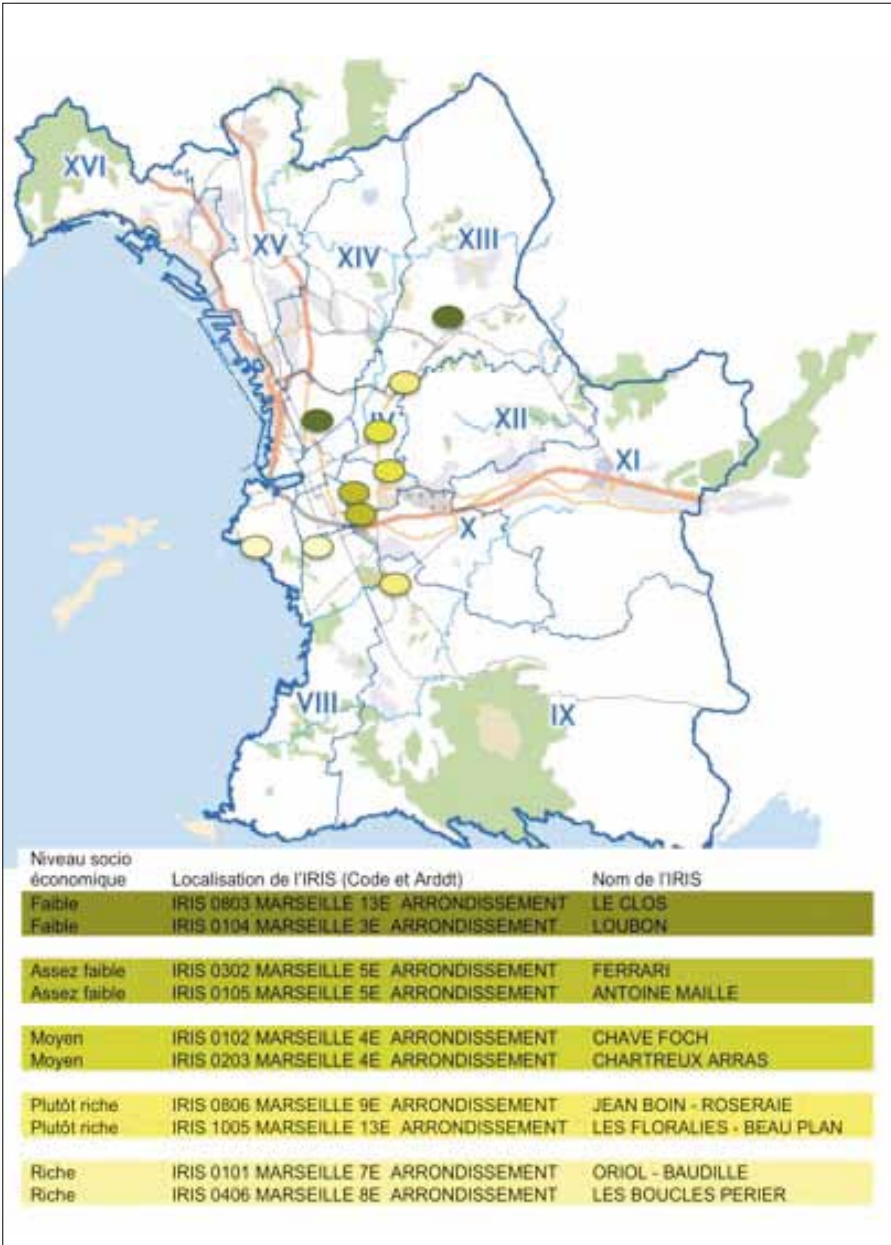 XVI
XV
XIV
XIII
IV
XII
XI
X
VIII
IX
Niveau socio
économique Localisation de l'IRIS (Code et Arddt) Nom de l'IRIS
Faible IRIS 0803 MARSEILLE 13E ARRONDISSEMENT LE CLOS
Faible IRIS 0104 MARSEILLE 3E ARRONDISSEMENT LOUBON
Assez faible IRIS 0302 MARSEILLE 5E ARRONDISSEMENT FERRARI
Assez faible IRIS 0105 MARSEILLE 5E ARRONDISSEMENT ANTOINE MAILLE
Moyen IRIS 0102 MARSEILLE 4E ARRONDISSEMENT CHAVE FOCH
Moyen IRIS 0203 MARSEILLE 4E ARRONDISSEMENT CHARTREUX ARRAS
Plutôt riche IRIS 0806 MARSEILLE 9E ARRONDISSEMENT JEAN BOIN - ROSERAIE
Plutôt riche IRIS 1005 MARSEILLE 13E ARRONDISSEMENT LES FLORALIES - BEAU PLAN
Riche IRIS 0101 MARSEILLE 7E ARRONDISSEMENT ORIOL - BAUDILLE
Riche IRIS 0406 MARSEILLE 8E ARRONDISSEMENT LES BOUCLES PERIER